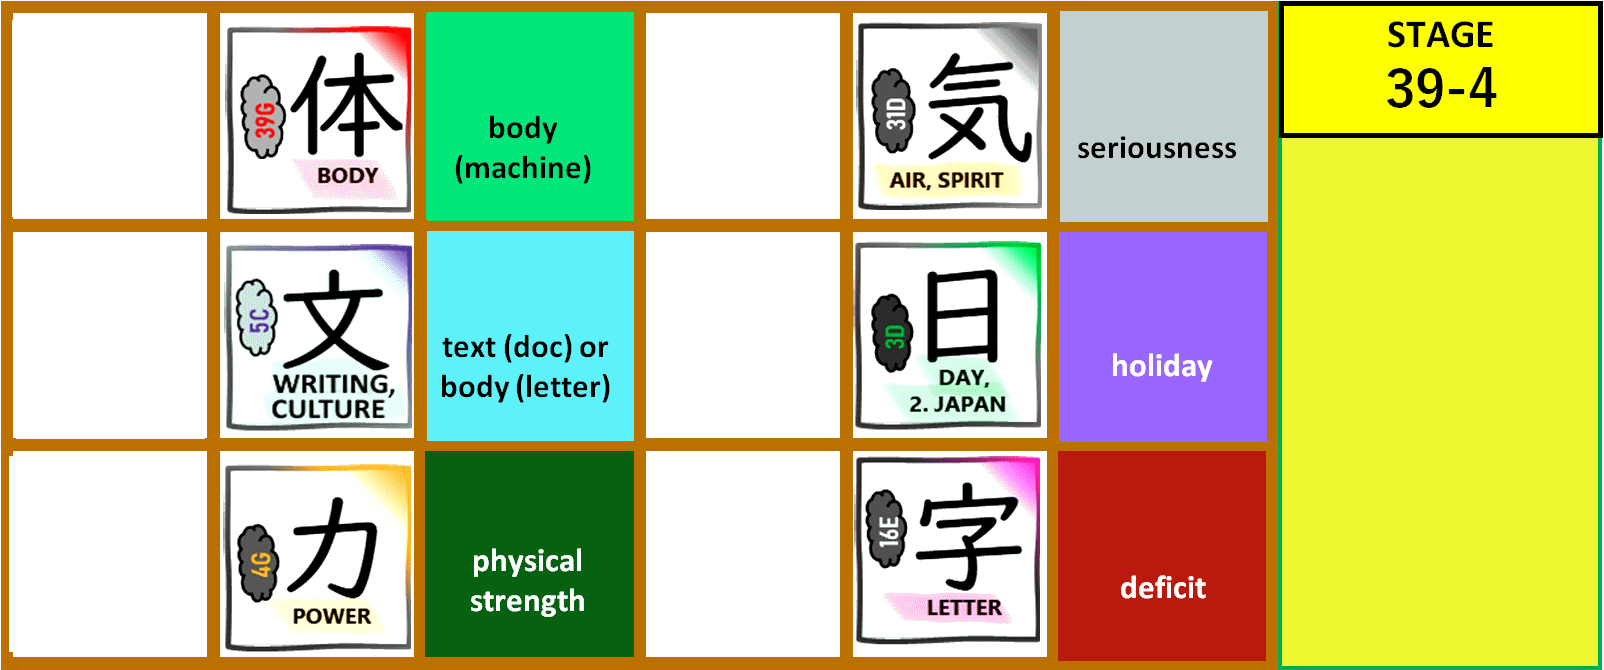 39G
体
BODY
body
(machine)
31D
気
AIR, SPIRIT
seriousness
STAGE
39-4
5C
文
WRITING,
CULTURE
text (doc) or
body (letter)
3D
日
DAY,
2. JAPAN
holiday
4G
力
POWER
physical
strength
16E
字
LETTER
deficit